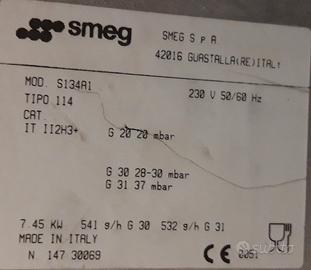 smeg
SMEG S P A
42016 GUASTALLA(RE)ITALY
MOD. S134A1
230 V 50/60 Hz
TIPO 114
CAT.
IT II2H3+
G 20 20 mbar
G 30 28-30 mbar
G 31 37 mbar
7.45 KW 541 g/h G 30 532 g/h G 31
MADE IN ITALY
N 147 30069
CE 0051
subito